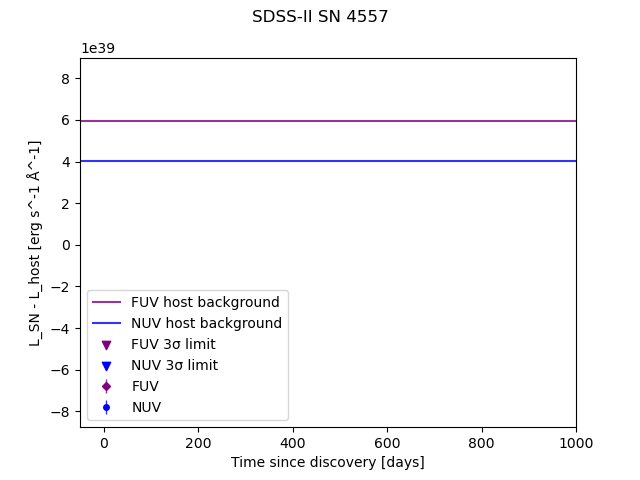 SDSS-II SN 4557
1e39
L_SN - L_host [erg s^-1 Å^-1]
8
6
4
2
0
−2
−4
−6
−8
FUV host background
NUV host background
FUV 3σ limit
NUV 3σ limit
FUV
NUV
0 200 400 600 800 1000
Time since discovery [days]